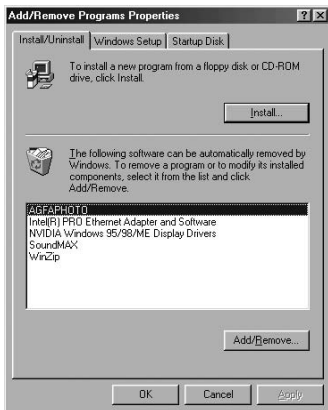 Add/Remove Programs Properties
Install/Uninstall Windows Setup Startup Disk
To install a new program from a floppy disk or CD-ROM
drive, click Install.
Install...
The following software can be automatically removed by
Windows. To remove a program or to modify its installed
components, select it from the list and click
Add/Remove.
AGFAPHOTO
Intel(R) PRO Ethernet Adapter and Software
NVIDIA Windows 95/98/ME Display Drivers
SoundMAX
WinZip
Add/Remove...
OK Cancel Apply